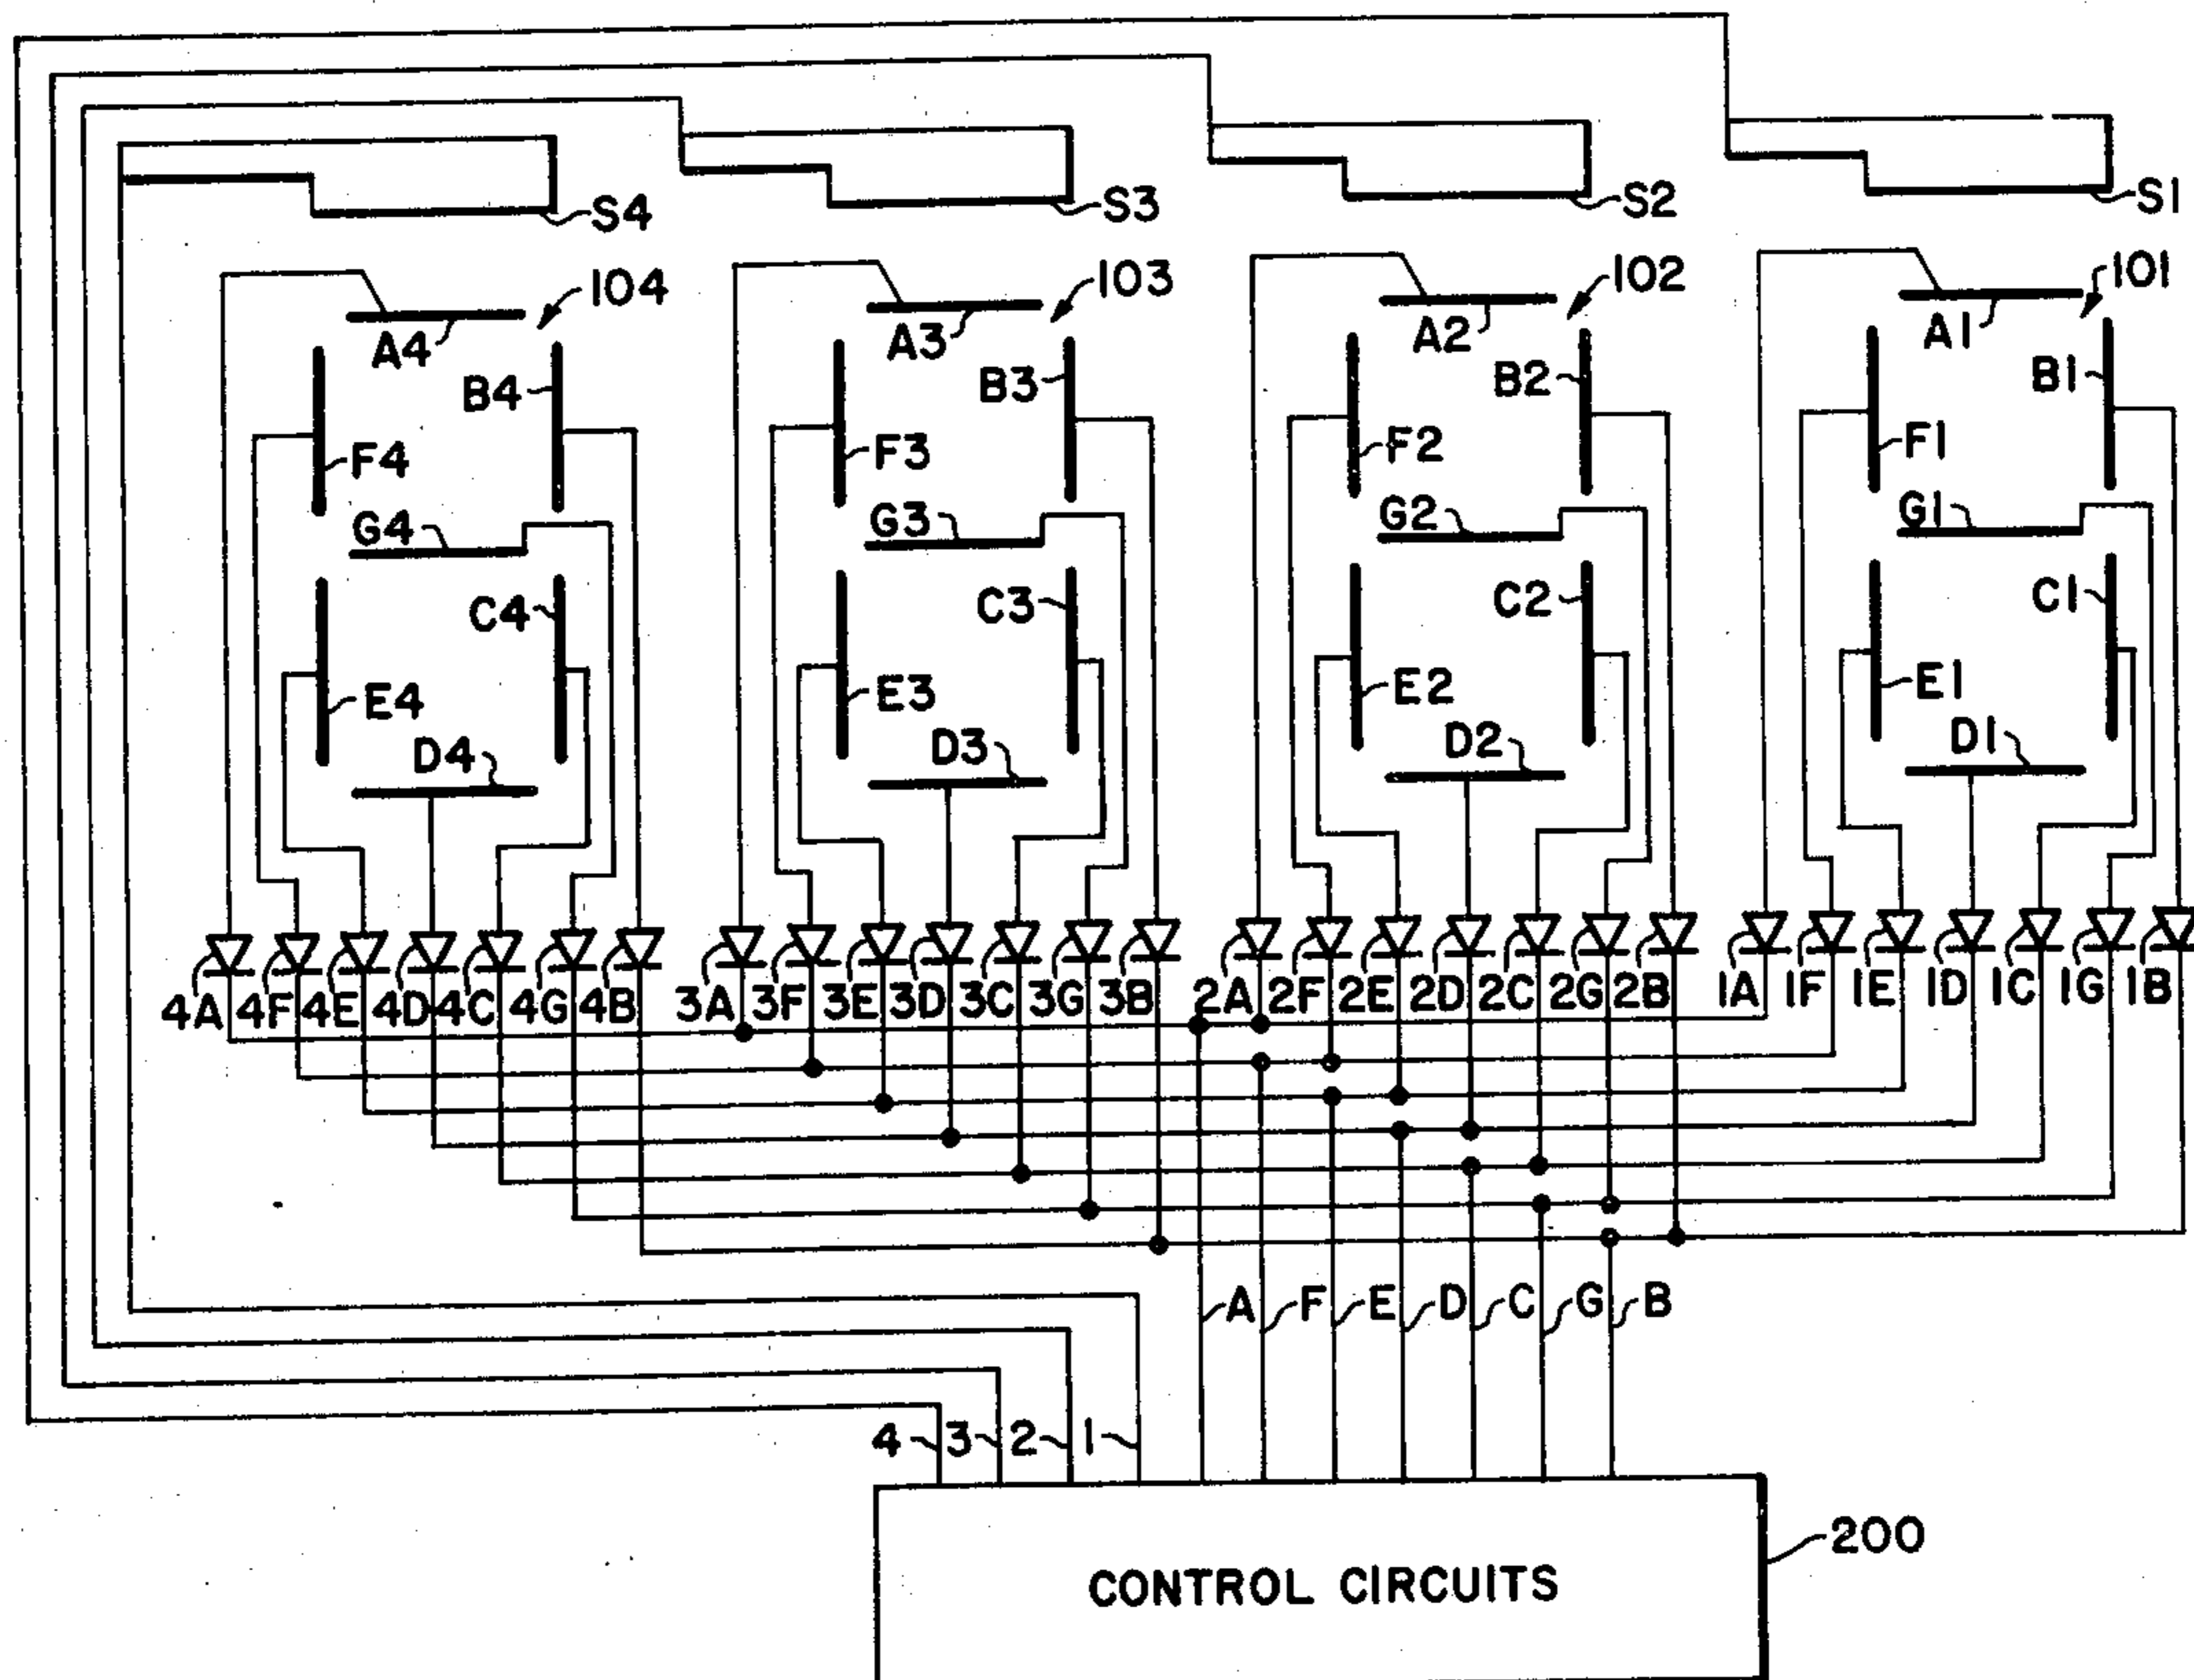 S4 S3 S2 S1
104 103 102 101
A4 A3 A2 A1
B4 B3 B2 B1
F4 F3 F2 F1
G4 G3 G2 G1
C4 C3 C2 C1
E4 E3 E2 E1
D4 D3 D2 D1
4A 4F 4E 4D 4C 4G 4B 3A 3F 3E 3D 3C 3G 3B 2A 2F 2E 2D 2C 2G 2B 1A 1F 1E 1D 1C 1G 1B
A F E D C G B
4 3 2 1
200
CONTROL CIRCUITS